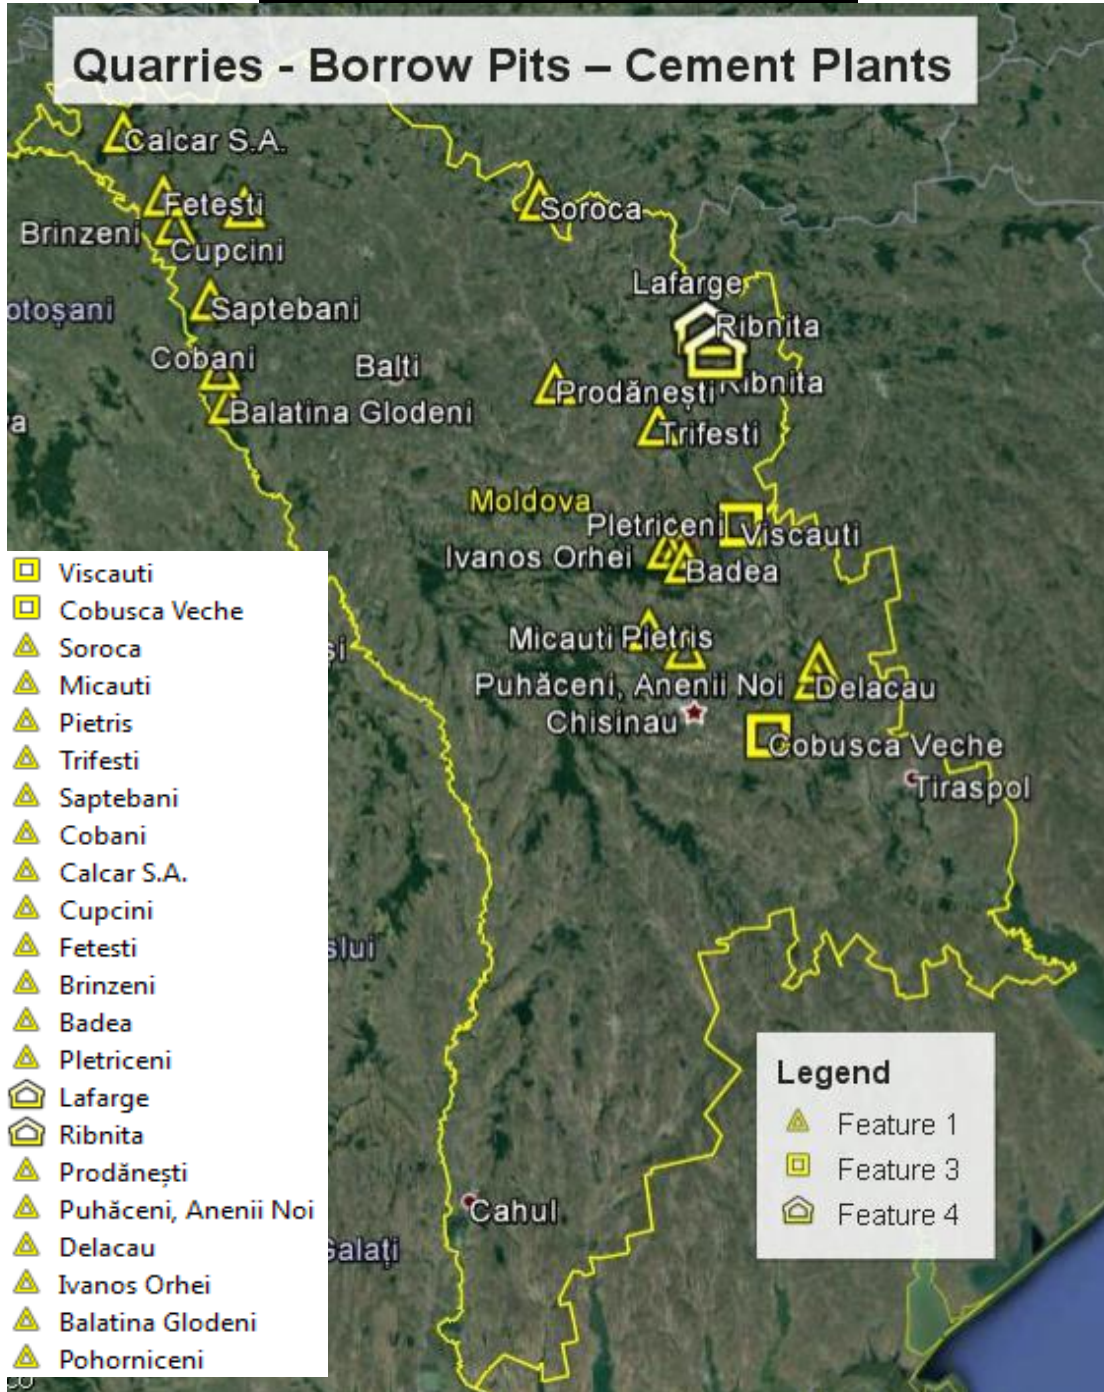 Quarries - Borrow Pits – Cement Plants
Calcar S.A.
Fetesti
Soroca
Brinzeni
Cupcini
Lafarge
otoșani
Saptebani
Ribnita
Cobani
Balti
Prodănești
Ribnita
a
Balatina Glodeni
Trifesti
Moldova
Pletriceni
Viscauti
Ivanos Orhei
Badea
Micauti
Pietris
și
Puhăceni, Anenii Noi
Delacau
Chisinau
Cobusca Veche
Tiraspol
slui
Cahul
Galați
Viscauti
Cobusca Veche
Soroca
Micauti
Pietris
Trifesti
Saptebani
Cobani
Calcar S.A.
Cupcini
Fetesti
Brinzeni
Badea
Pletriceni
Lafarge
Ribnita
Prodănești
Puhăceni, Anenii Noi
Delacau
Ivanos Orhei
Balatina Glodeni
Pohorniceni
Legend
Feature 1
Feature 3
Feature 4